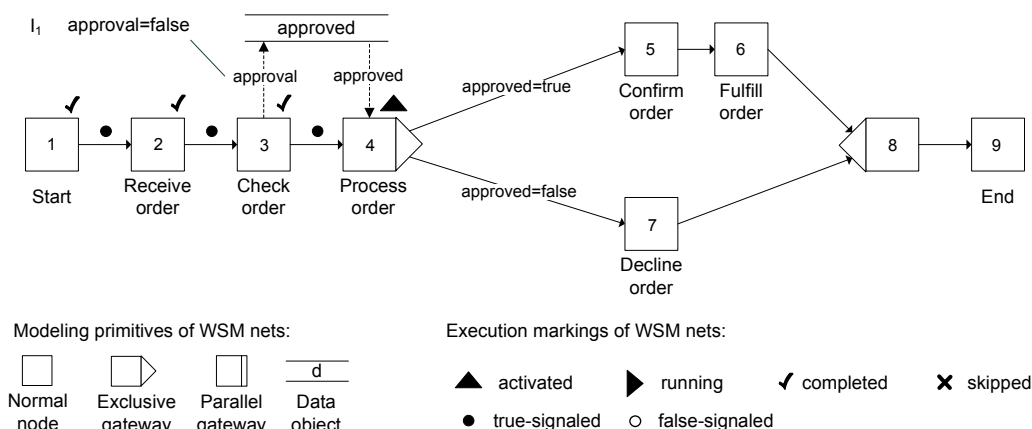 I₁ approval=false
approved
approval
approved
approved=true
approved=false
1
2
3
4
5
6
7
8
9
Start
Receive
order
Check
order
Process
order
Confirm
order
Fulfill
order
Decline
order
End
Modeling primitives of WSM nets:
Normal
node
Exclusive
gateway
Parallel
gateway
d
Data
object
Execution markings of WSM nets:
activated
running
completed
skipped
true-signaled
false-signaled